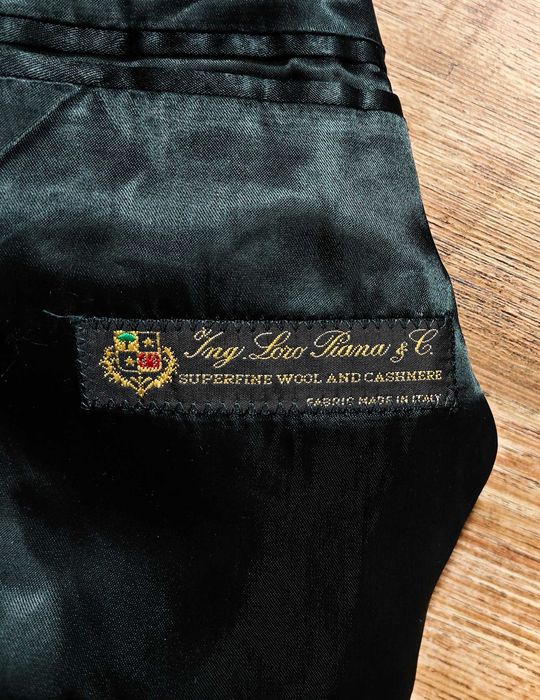 Ing. Loro Piana & C.
SUPERFINE WOOL AND CASHMERE
FABRIC MADE IN ITALY